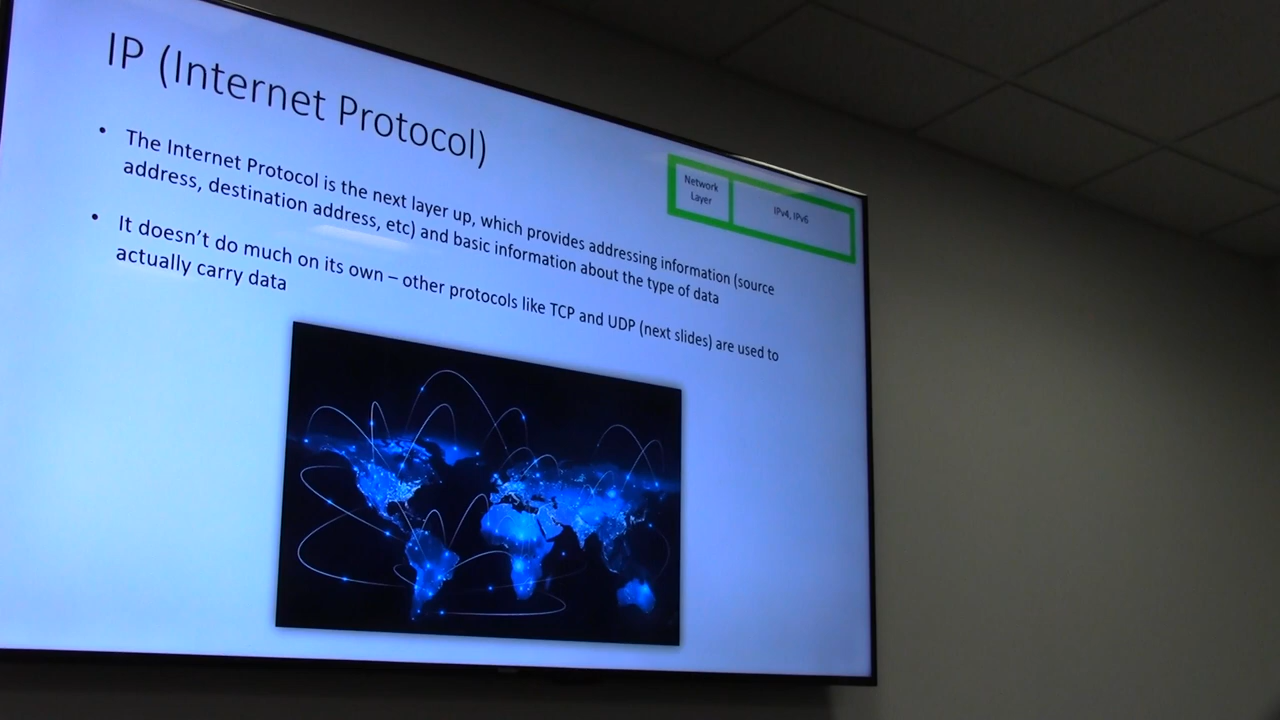 IP (Internet Protocol)
Network
Layer
IPv4, IPv6
• The Internet Protocol is the next layer up, which provides addressing information (source
address, destination address, etc) and basic information about the type of data
• It doesn't do much on its own – other protocols like TCP and UDP (next slides) are used to
actually carry data